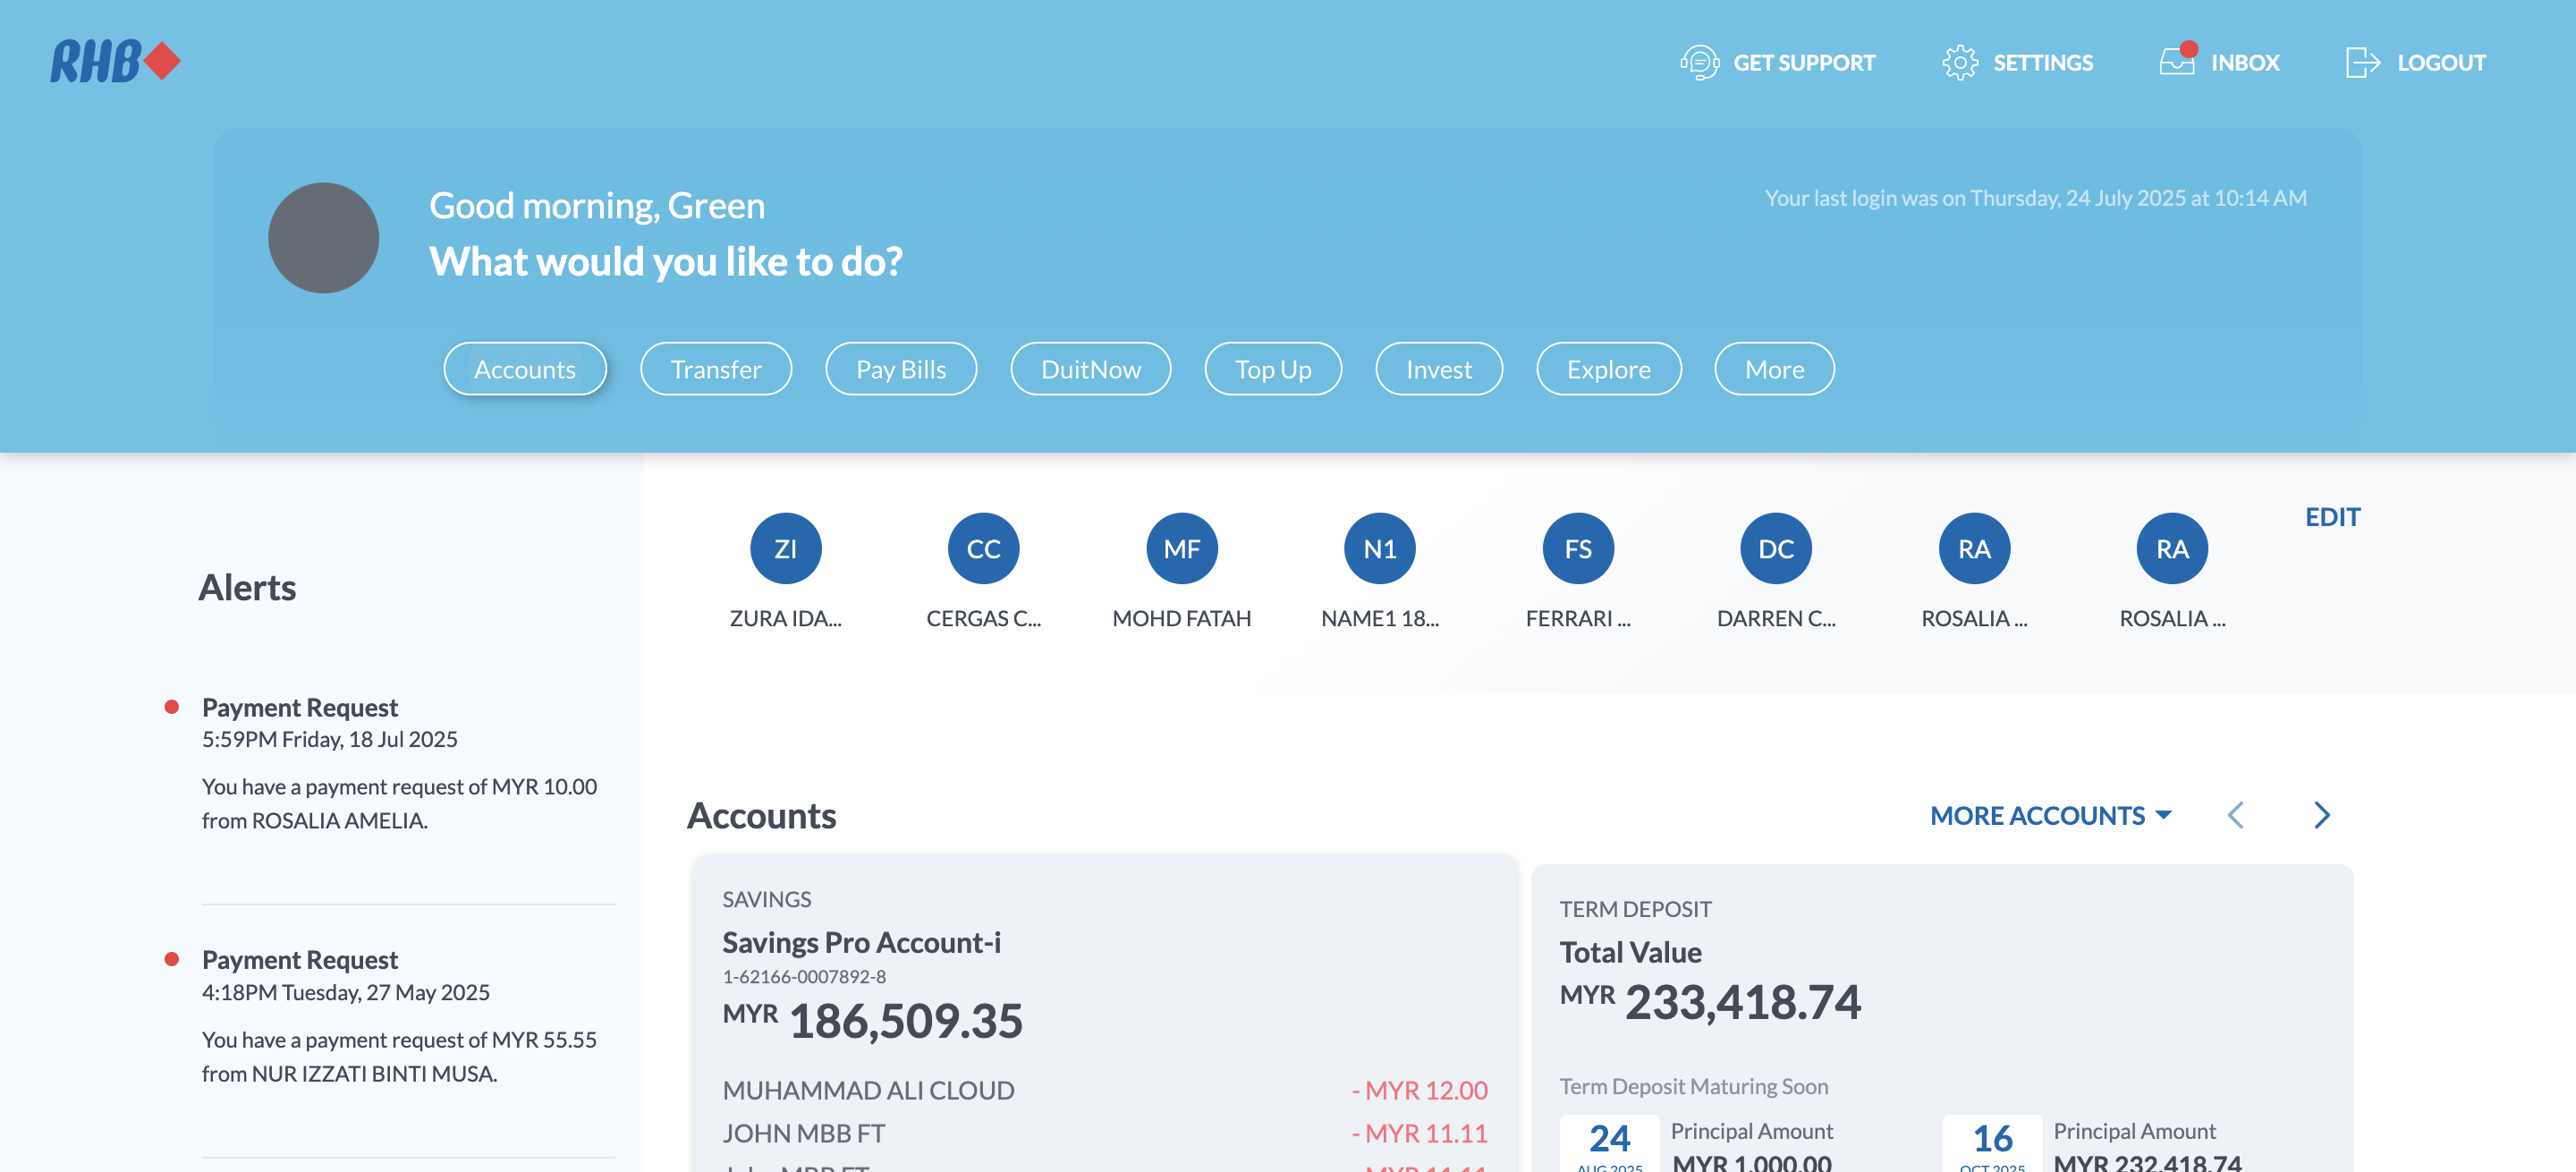 RHB
GET SUPPORT
SETTINGS
INBOX
LOGOUT
Good morning, Green
What would you like to do?
Your last login was on Thursday, 24 July 2025 at 10:14 AM
Accounts
Transfer
Pay Bills
DuitNow
Top Up
Invest
Explore
More
Alerts
Payment Request
5:59PM Friday, 18 Jul 2025
You have a payment request of MYR 10.00
from ROSALIA AMELIA.
Payment Request
4:18PM Tuesday, 27 May 2025
You have a payment request of MYR 55.55
from NUR IZZATI BINTI MUSA.
ZI
CC
MF
N1
FS
DC
RA
RA
EDIT
ZURA IDA...
CERGAS C...
MOHD FATAH
NAME1 18...
FERRARI ...
DARREN C...
ROSALIA ...
ROSALIA ...
Accounts
MORE ACCOUNTS
SAVINGS
Savings Pro Account-i
1-62166-0007892-8
MYR 186,509.35
MUHAMMAD ALI CLOUD - MYR 12.00
JOHN MBB FT - MYR 11.11
John MBB FT - MYR 11.11
TERM DEPOSIT
Total Value
MYR 233,418.74
Term Deposit Maturing Soon
24
AUG 2025
Principal Amount
MYR 1,000.00
16
OCT 2025
Principal Amount
MYR 232,418.74